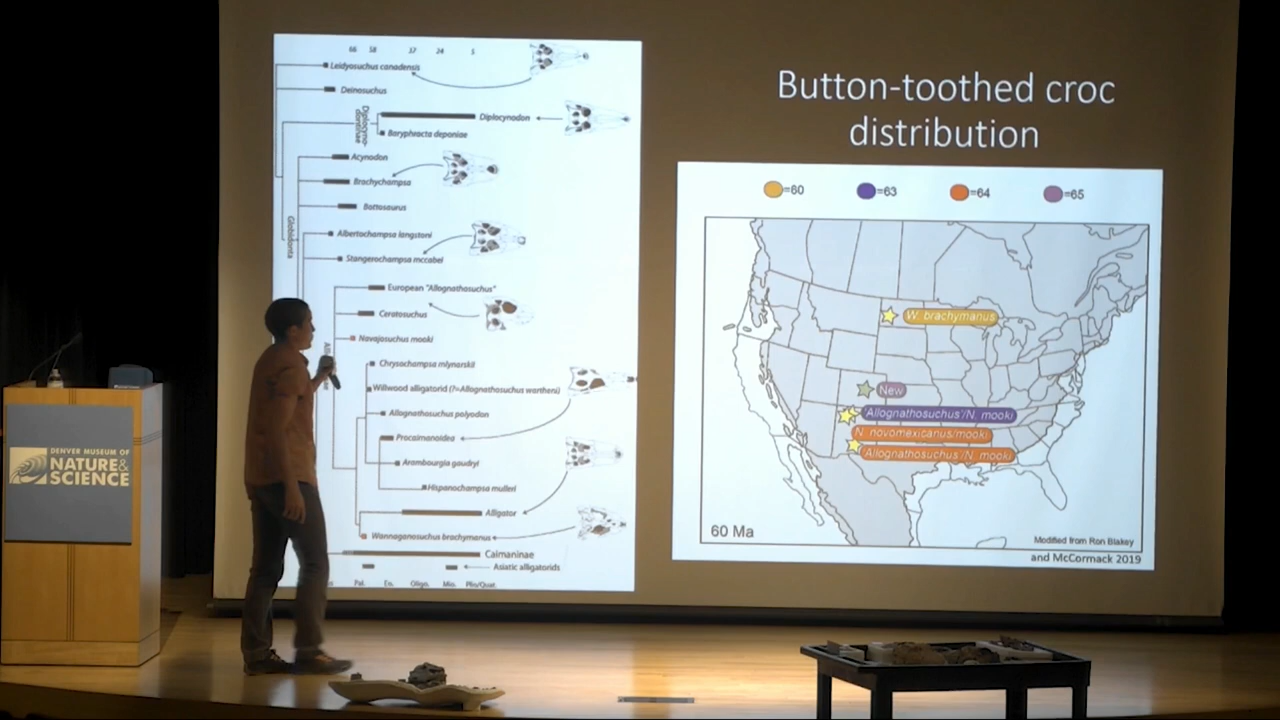 66 58 37 24 5
Leidyosuchus canadensis
Deinosuchus
Diplocynodon
Baryphracta deponiae
Acynodon
Brachychampsa
Bottosaurus
Globidonta
Albertochampsa langstoni
Stangerochampsa mccabei
European "Allognathosuchus"
Ceratosuchus
Navajosuchus mooki
Chrysochampsa mlynarskii
Willwood alligatorid (?=Allognathosuchus wartheni)
Allognathosuchus polyodon
Procaimanoidea
Arambourgia gaudryi
Hispanochampsa mulleri
Alligator
Wannaganosuchus brachymanus
Caimaninae
Asiatic alligatorids
Pal. En. Oligo. Mio. Plio/Quat.
Button-toothed croc
distribution
=60 =63 =64 =65
W. brachymanus
New
'Allognathosuchus'/N. mooki
N. novomexicanus/mooki
'Allognathosuchus'/N. mooki
60 Ma
Modified from Ron Blakey
and McCormack 2019
DENVER MUSEUM OF
NATURE &
SCIENCE